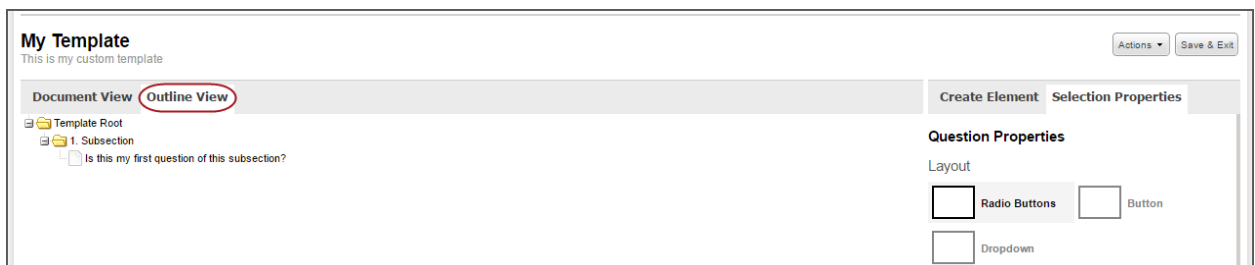 My Template
This is my custom template
Actions
Save & Exit
Document View
Outline View
Create Element
Selection Properties
Template Root
1. Subsection
Is this my first question of this subsection?
Question Properties
Layout
Radio Buttons
Button
Dropdown